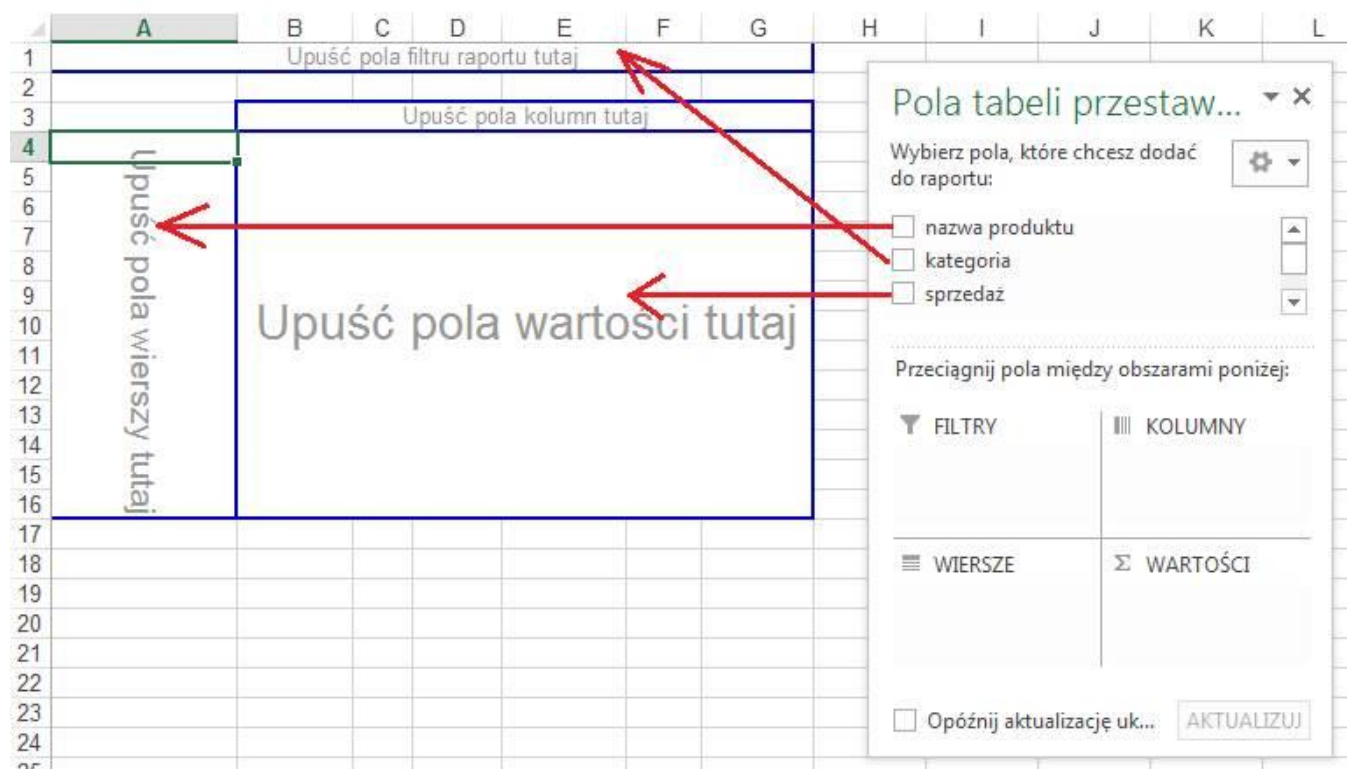 A B C D E F G H I J K L
1 Upuść pola filtru raportu tutaj
2
3 Upuść pola kolumn tutaj
4
5
6
7
8
9
10
11
12
13
14
15
16
17
18
19
20
21
22
23
24
25
Upuść pola wierszy tutaj
Upuść pola wartości tutaj
Pola tabeli przestaw...
Wybierz pola, które chcesz dodać
do raportu:
nazwa produktu
kategoria
sprzedaż
Przeciągnij pola między obszarami poniżej:
FILTRY
KOLUMNY
WIERSZE
Σ WARTOŚCI
Opóźnij aktualizację uk...
AKTUALIZUJ